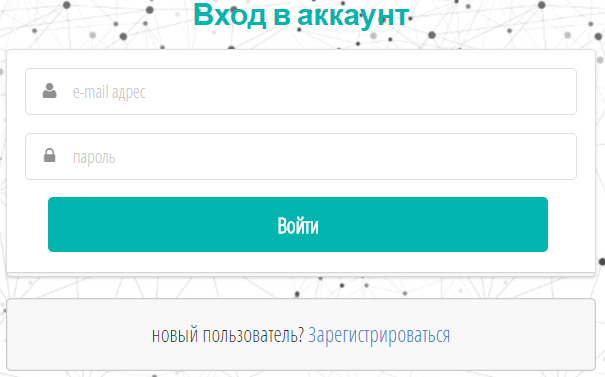 Вход в аккаунт
e-mail адрес
пароль
Войти
новый пользователь? Зарегистрироваться